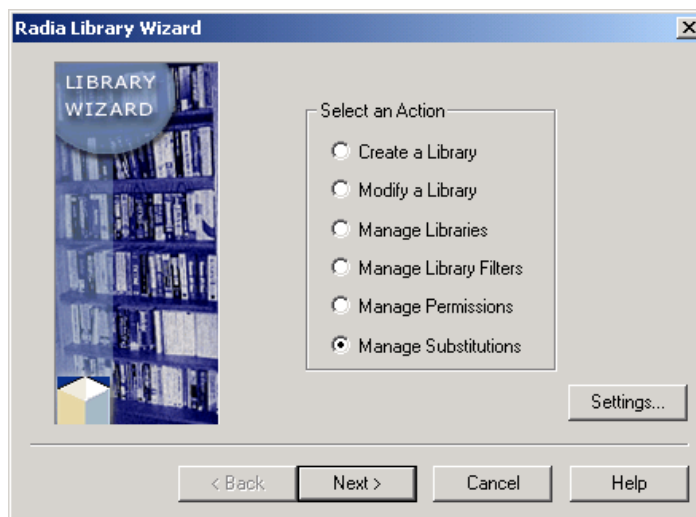 Radia Library Wizard
LIBRARY
WIZARD
Select an Action
Create a Library
Modify a Library
Manage Libraries
Manage Library Filters
Manage Permissions
Manage Substitutions
Settings...
< Back
Next >
Cancel
Help